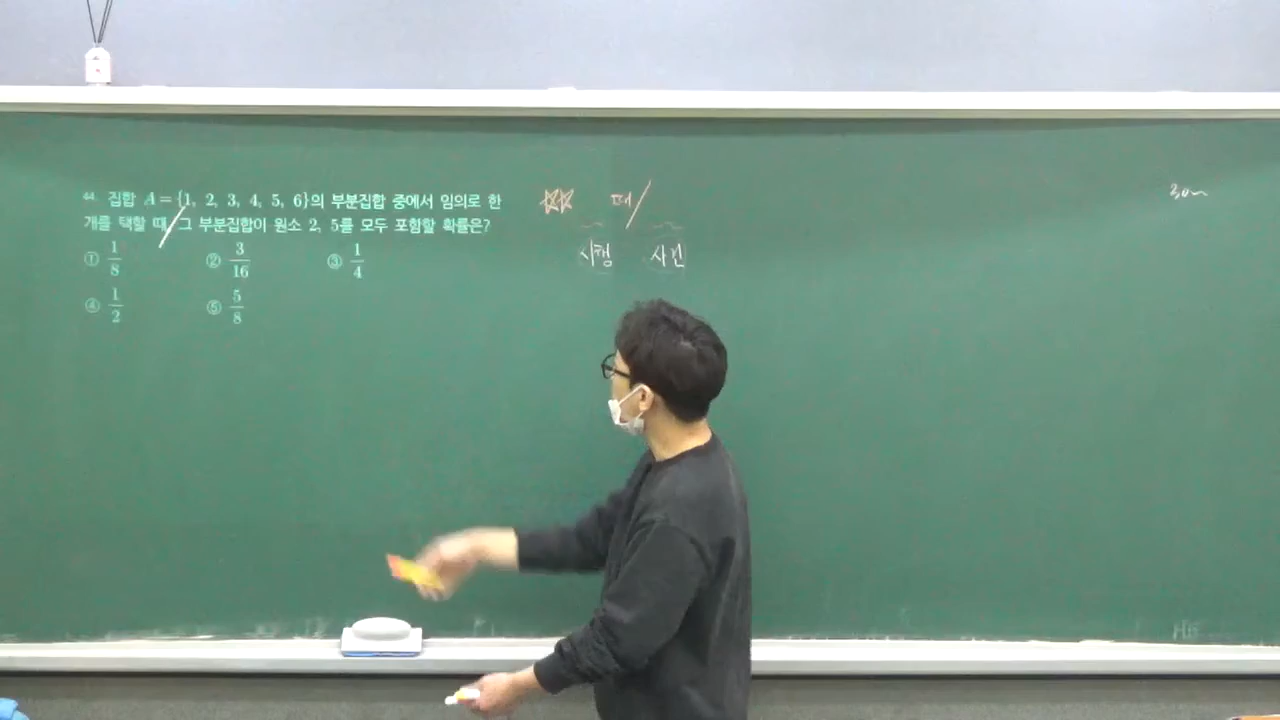 44. 집합 A={1, 2, 3, 4, 5, 6}의 부분집합 중에서 임의로 한
개를 택할 때, 그 부분집합이 원소 2, 5를 모두 포함할 확률은?
① 1/8 ② 3/16 ③ 1/4
④ 1/2 ⑤ 5/8
때/
시행 사건